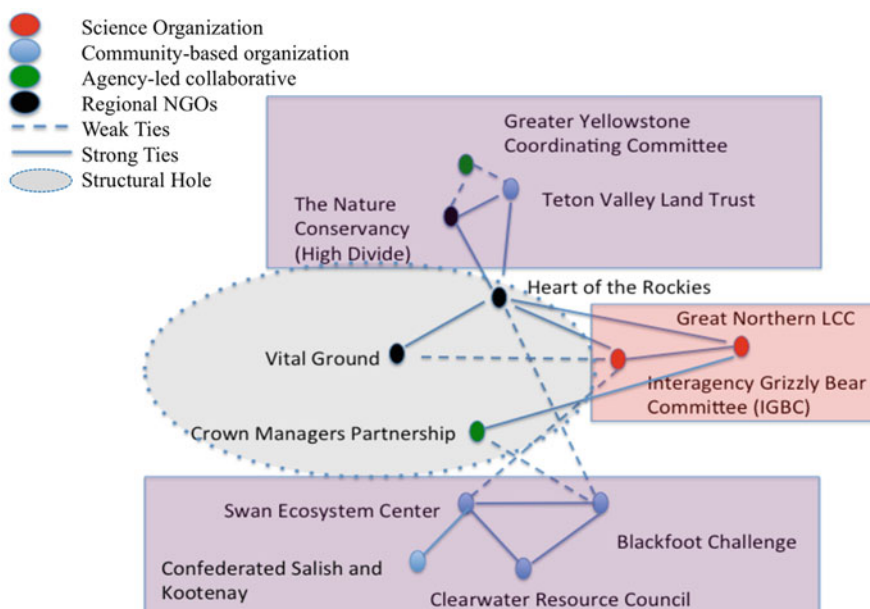 Science Organization
Community-based organization
Agency-led collaborative
Regional NGOs
Weak Ties
Strong Ties
Structural Hole
Greater Yellowstone
Coordinating Committee
Teton Valley Land Trust
The Nature
Conservancy
(High Divide)
Heart of the Rockies
Great Northern LCC
Vital Ground
Interagency Grizzly Bear
Committee (IGBC)
Crown Managers Partnership
Swan Ecosystem Center
Blackfoot Challenge
Confederated Salish and
Kootenay
Clearwater Resource Council